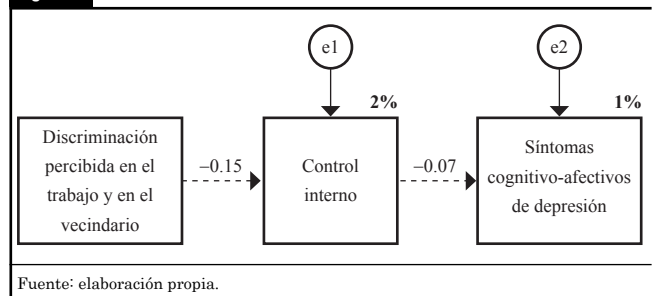 e1
e2
2%
1%
Discriminación
percibida en el
trabajo y en el
vecindario
−0.15
Control
interno
−0.07
Síntomas
cognitivo-afectivos
de depresión
Fuente: elaboración propia.